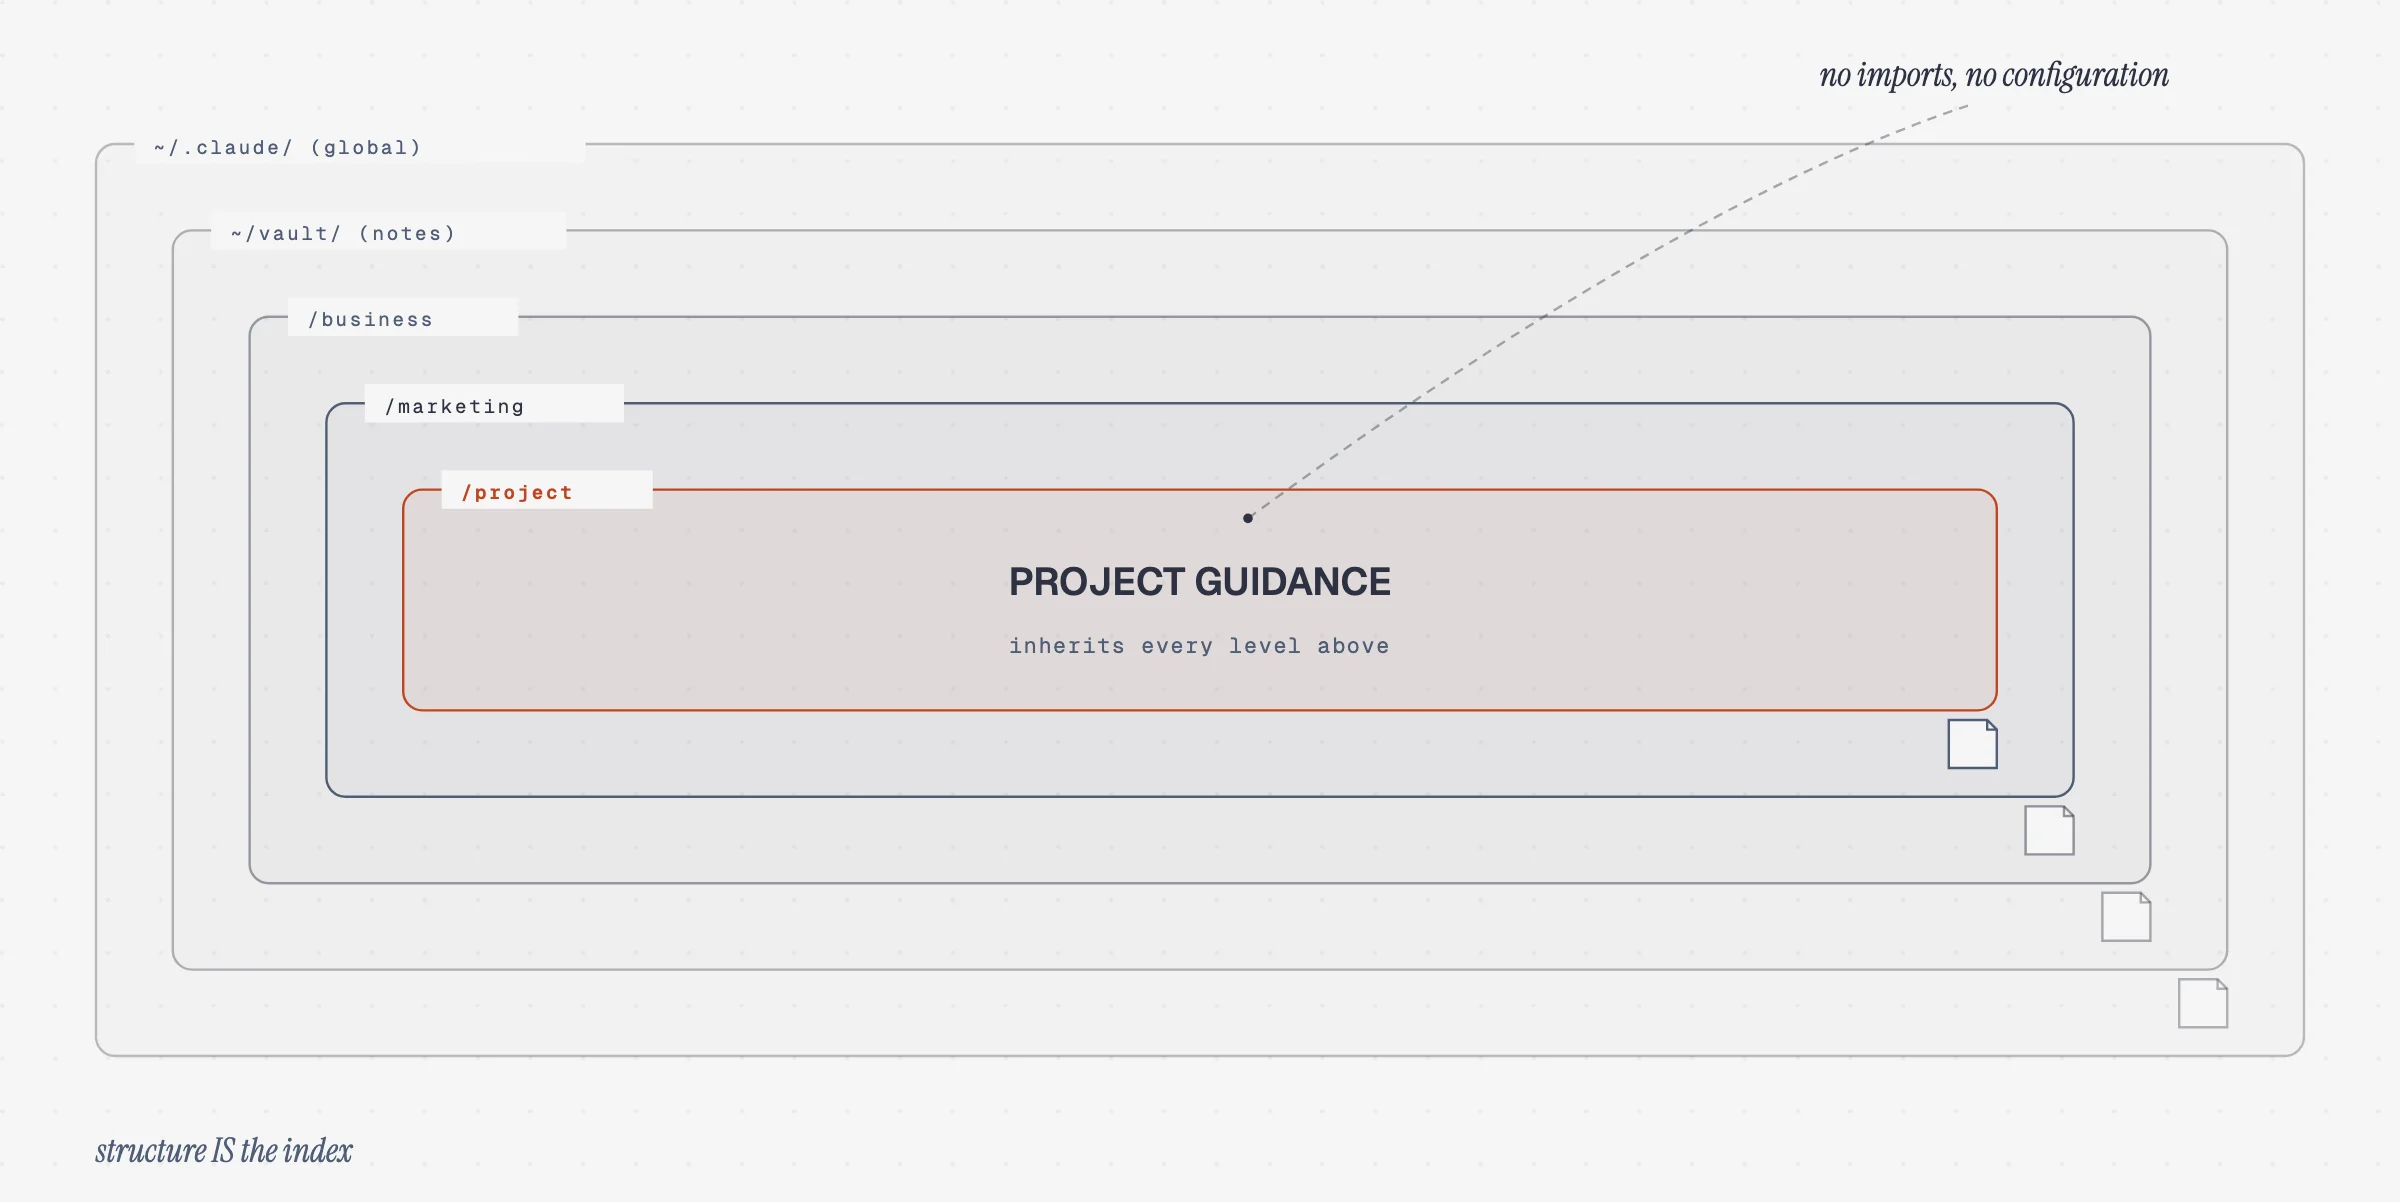 no imports, no configuration
~/.claude/ (global)
~/vault/ (notes)
/business
/marketing
/project
PROJECT GUIDANCE
inherits every level above
structure IS the index